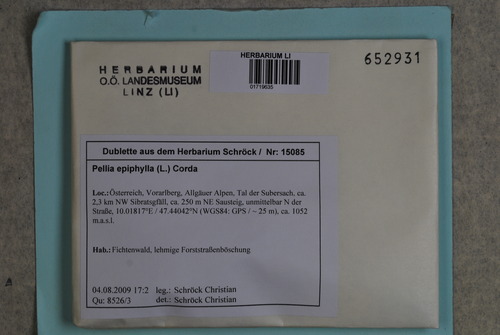 HERBARIUM
O.Ö. LANDESMUSEUM
LINZ (LI)
HERBARIUM LI
01719635
652931
Dublette aus dem Herbarium Schröck / Nr: 15085
Pellia epiphylla (L.) Corda
Loc.:Österreich, Vorarlberg, Allgäuer Alpen, Tal der Subersach, ca.
2,3 km NW Sibratsgfäll, ca. 250 m NE Sausteig, unmittelbar N der
Straße, 10.01817°E / 47.44042°N (WGS84: GPS / ~ 25 m), ca. 1052
m.a.s.l.
Hab.: Fichtenwald, lehmige Forststraßenböschung
04.08.2009 17:2 leg.: Schröck Christian
Qu: 8526/3 det.: Schröck Christian